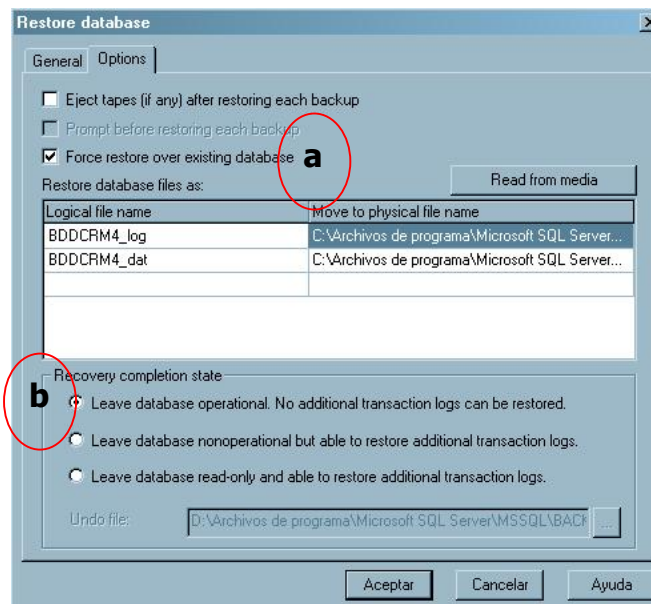 Restore database
General Options
Eject tapes (if any) after restoring each backup
Prompt before restoring each backup
Force restore over existing database
a
Restore database files as:
Read from media
Logical file name Move to physical file name
BDDCRM4_log C:\Archivos de programa\Microsoft SQL Server...
BDDCRM4_dat C:\Archivos de programa\Microsoft SQL Server...
Recovery completion state
b
Leave database operational. No additional transaction logs can be restored.
Leave database nonoperational but able to restore additional transaction logs.
Leave database read-only and able to restore additional transaction logs.
Undo file: D:\Archivos de programa\Microsoft SQL Server\MSSQL\BACK ...
Aceptar Cancelar Ayuda